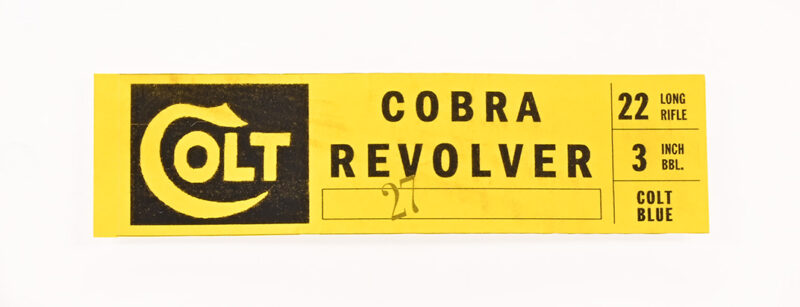 COLT
COBRA
REVOLVER
27
22 LONG RIFLE
3 INCH BBL.
COLT
BLUE